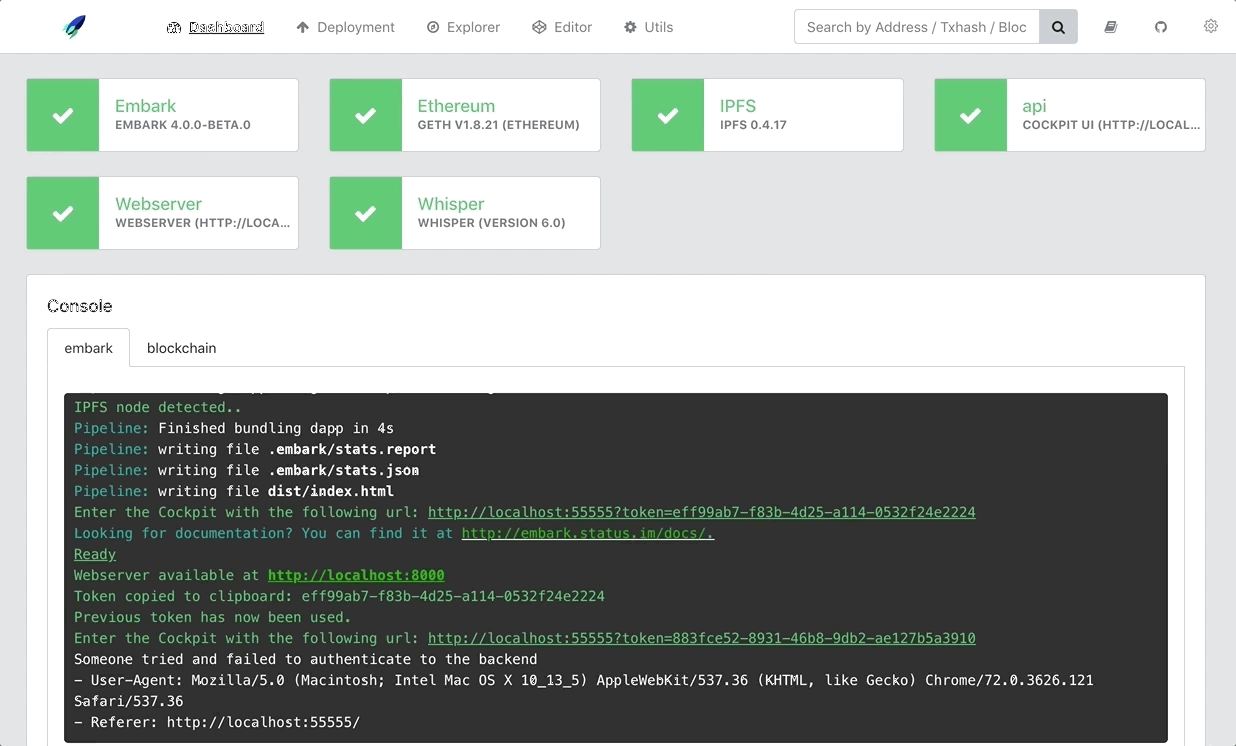 Dashboard Deployment Explorer Editor Utils Search by Address / Txhash / Bloc
Embark Ethereum IPFS api
EMBARK 4.0.0-BETA.0 GETH V1.8.21 (ETHEREUM) IPFS 0.4.17 COCKPIT UI (HTTP://LOCAL...
Webserver Whisper
WEBSERVER (HTTP://LOCA... WHISPER (VERSION 6.0)
Console
embark blockchain
IPFS node detected..
Pipeline: Finished bundling dapp in 4s
Pipeline: writing file .embark/stats.report
Pipeline: writing file .embark/stats.json
Pipeline: writing file dist/index.html
Enter the Cockpit with the following url: http://localhost:55555?token=eff99ab7-f83b-4d25-a114-0532f24e2224
Looking for documentation? You can find it at http://embark.status.im/docs/.
Ready
Webserver available at http://localhost:8000
Token copied to clipboard: eff99ab7-f83b-4d25-a114-0532f24e2224
Previous token has now been used.
Enter the Cockpit with the following url: http://localhost:55555?token=883fce52-8931-46b8-9db2-ae127b5a3910
Someone tried and failed to authenticate to the backend
- User-Agent: Mozilla/5.0 (Macintosh; Intel Mac OS X 10_13_5) AppleWebKit/537.36 (KHTML, like Gecko) Chrome/72.0.3626.121
Safari/537.36
- Referer: http://localhost:55555/